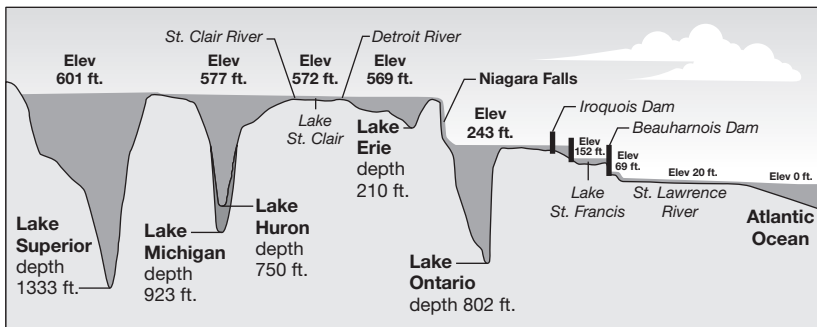 St. Clair River
Detroit River
Elev
601 ft.
Elev
577 ft.
Elev
572 ft.
Elev
569 ft.
Niagara Falls
Elev
243 ft.
Iroquois Dam
Beauharnois Dam
Elev
152 ft.
Elev
69 ft.
Elev 20 ft.
Elev 0 ft.
Lake
St. Clair
Lake
Erie
depth
210 ft.
Lake
St. Francis
St. Lawrence
River
Atlantic
Ocean
Lake
Superior
depth
1333 ft.
Lake
Michigan
depth
923 ft.
Lake
Huron
depth
750 ft.
Lake
Ontario
depth 802 ft.